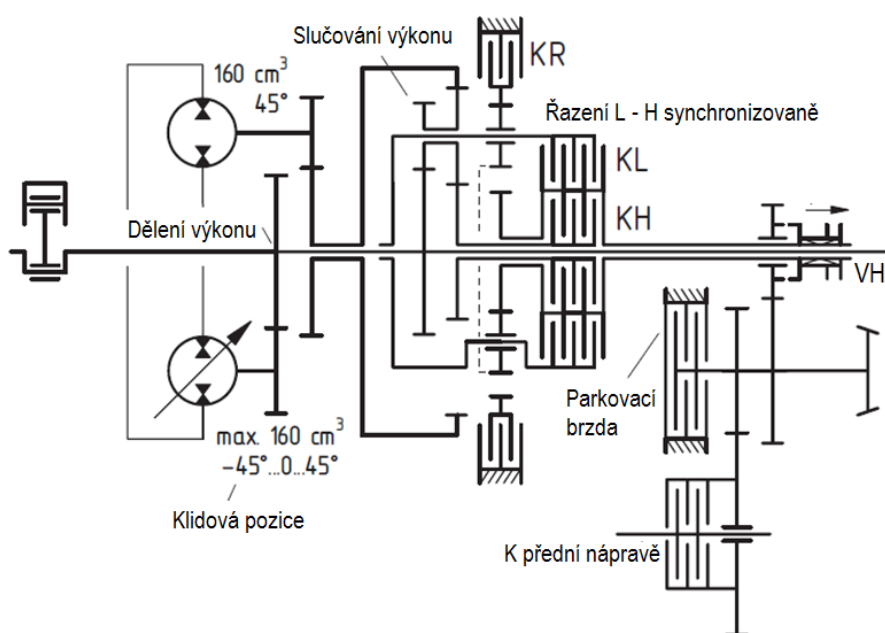 Slučování výkonu
KR
160 cm³
45°
Řazení L - H synchronizovaně
KL
KH
Dělení výkonu
VH
Parkovací
brzda
max. 160 cm³
–45°...0...45°
Klidová pozice
K přední nápravě